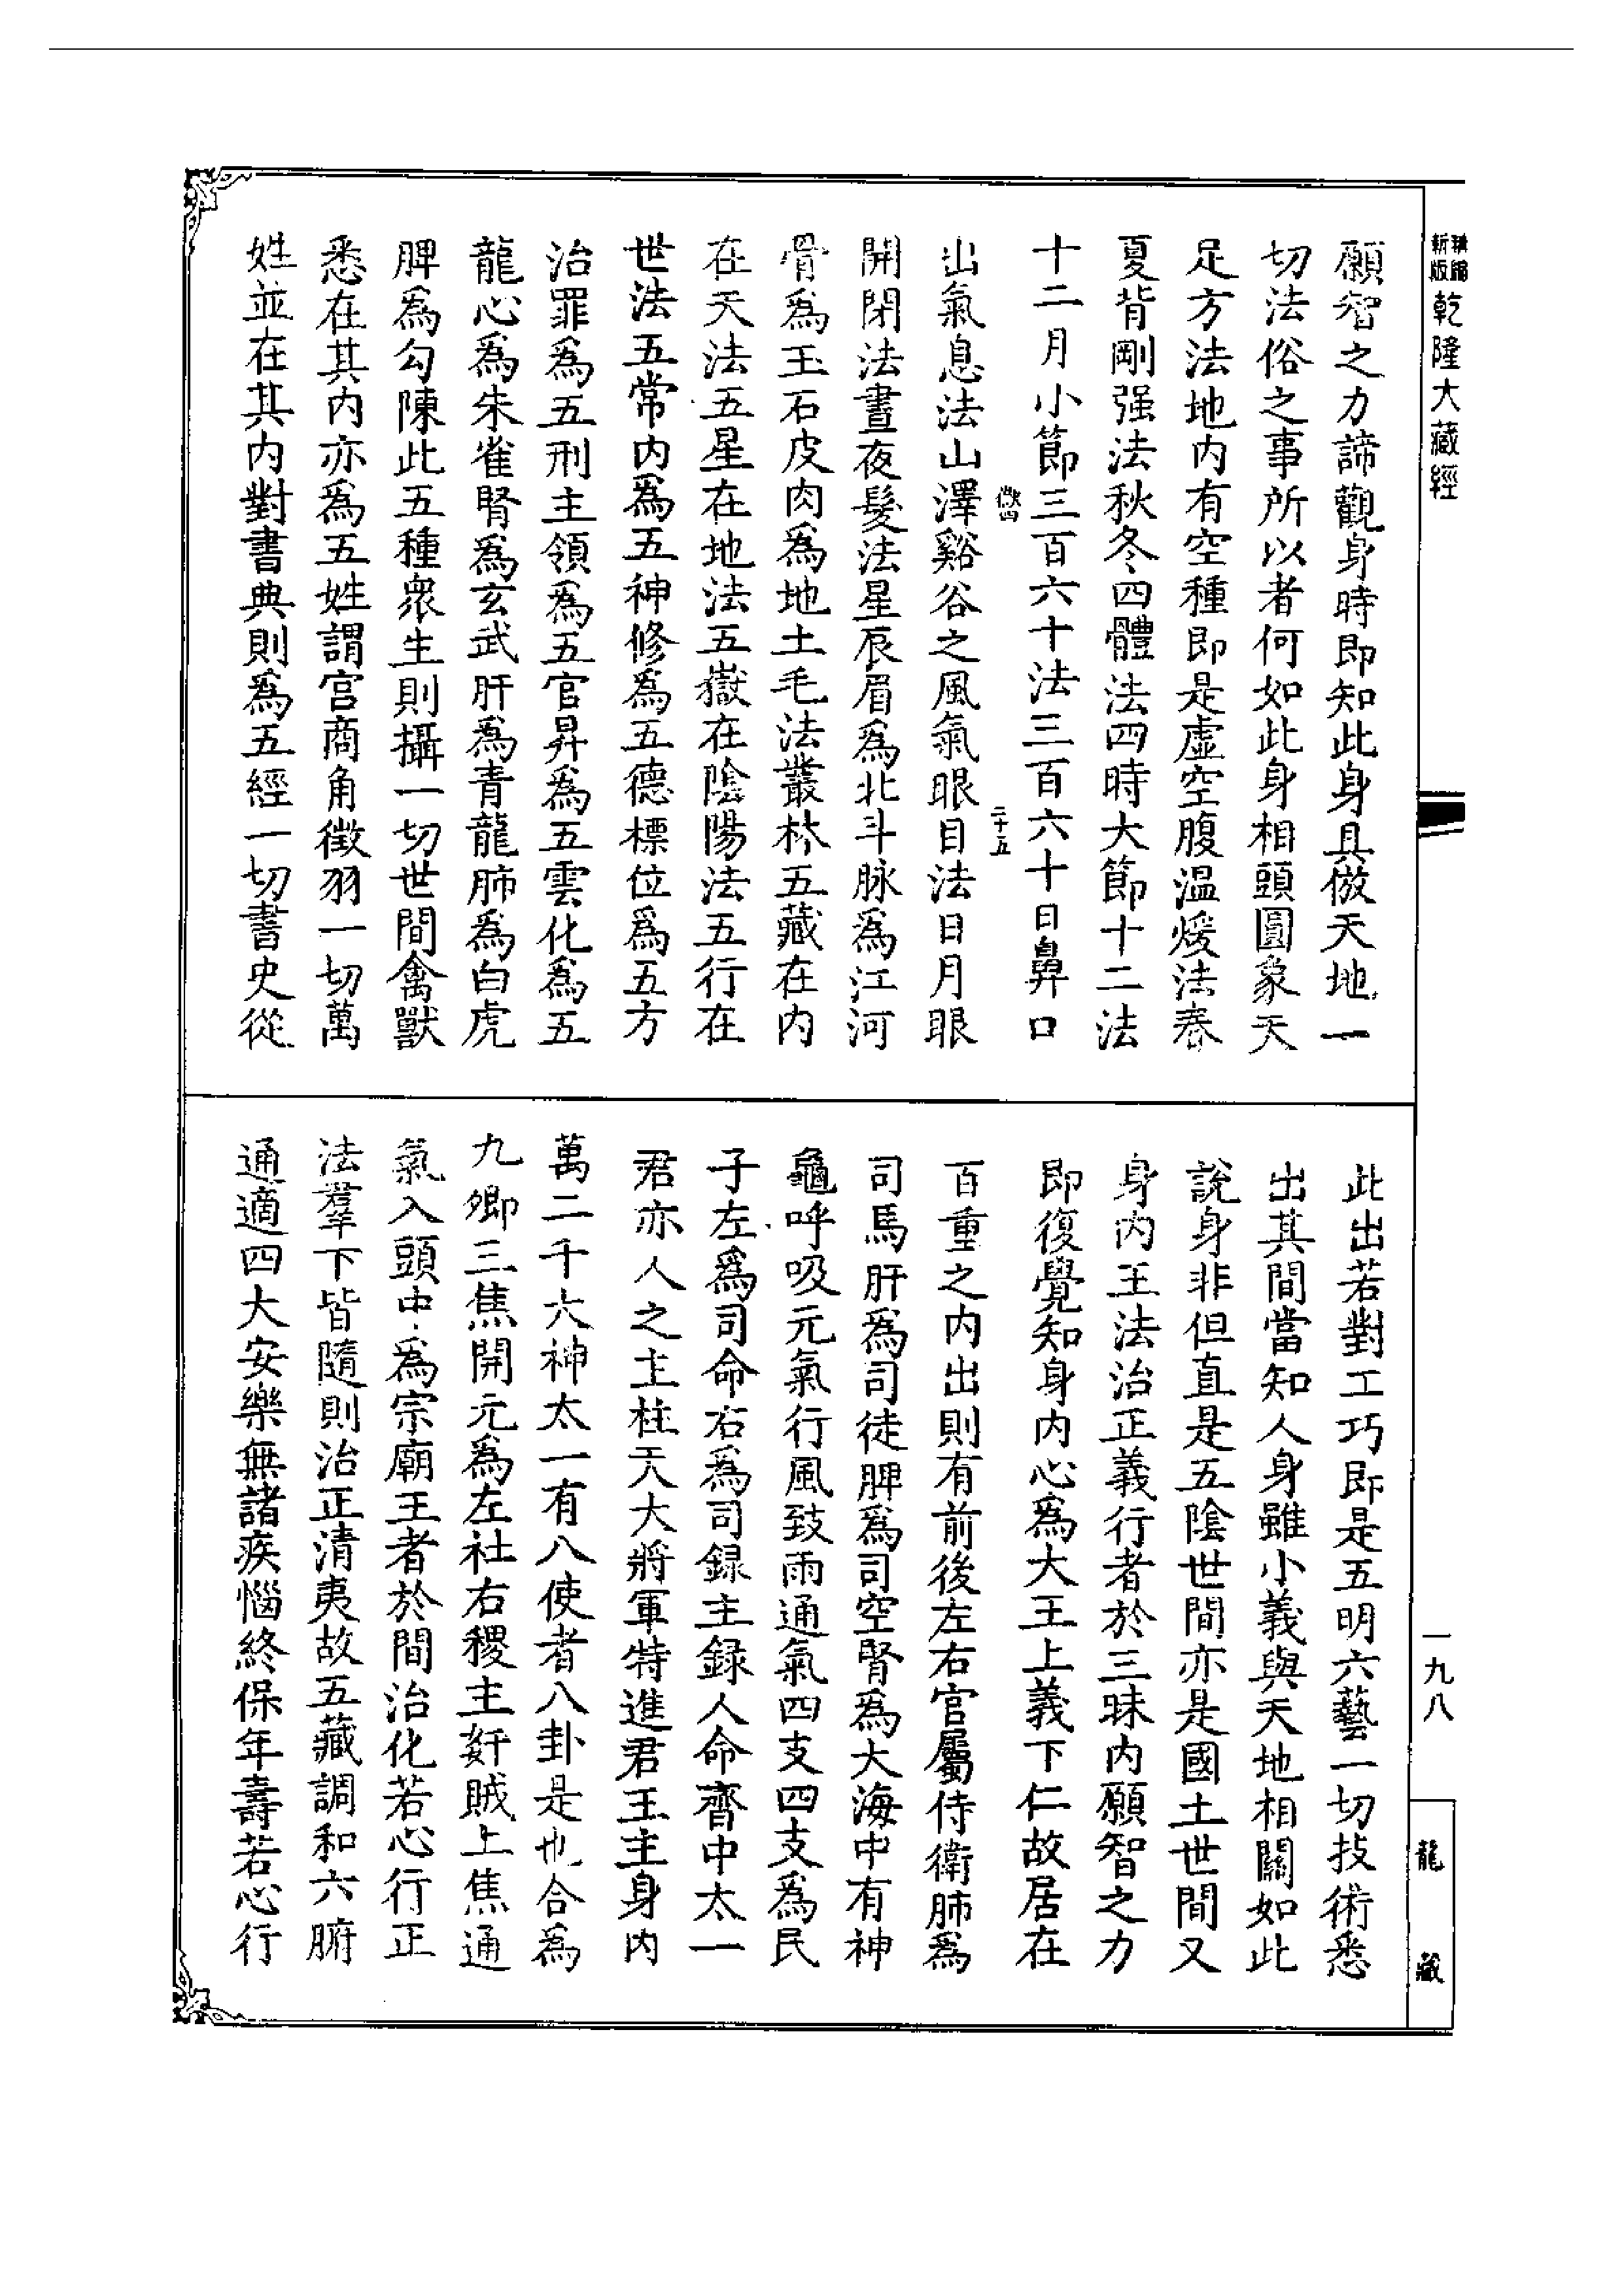 新編
新版
乾隆大藏經
願智之力諦觀身時即知此身具倣天地一
切法俗之事所以者何如此身相頭圓象天
足方法地內有空種即是虛空腹温煖法春
夏背剛强法秋冬四體法四時大節十二法
十二月小節三百六十法三百六十日鼻口
二十五
出氣息法山澤谿谷之風氣眼目法日月眼
開閉法晝夜髮法星辰眉爲北斗脉爲江河
骨爲玉石皮肉爲地土毛法叢林五藏在內
在天法五星在地法五嶽在陰陽法五行在
世法五常內爲五神修爲五德標位爲五方
治罪爲五刑主領爲五官昇爲五雲化爲五
龍心爲朱雀腎爲玄武肝爲青龍肺爲白虎
脾爲勾陳此五種衆生則攝一切世間禽獸
悉在其內亦爲五姓謂宫商角徵羽一切萬
姓並在其內對書典則爲五經一切書史從
此出若對工巧即是五明六藝一切技術悉
出其間當知人身雖小義與天地相關如此
說身非但直是五陰世間亦是國土世間又
身內王法治正義行者於三昧內願智之力
即復覺知身內心爲大王上義下仁故居在
百重之內出則有前後左右官屬侍衛肺爲
司馬肝爲司徒脾爲司空腎爲大海中有神
龜呼吸元氣行風致雨通氣四支四支爲民
子左爲司命右爲司録主録人命齊中太一
君亦人之主柱天大將軍特進君王主身內
萬二千六神太一有八使者八卦是也合爲
九卿三焦開元爲左社右稷主姧賊上焦通
氣入頭中爲宗廟王者於間治化若心行正
法羣下皆隨則治正清夷故五藏調和六腑
通適四大安樂無諸疾惱終保年壽若心行
一九八
龍藏